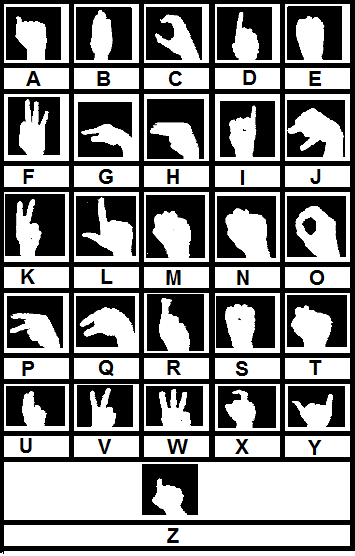 A B C D E
F G H I J
K L M N O
P Q R S T
U V W X Y
Z